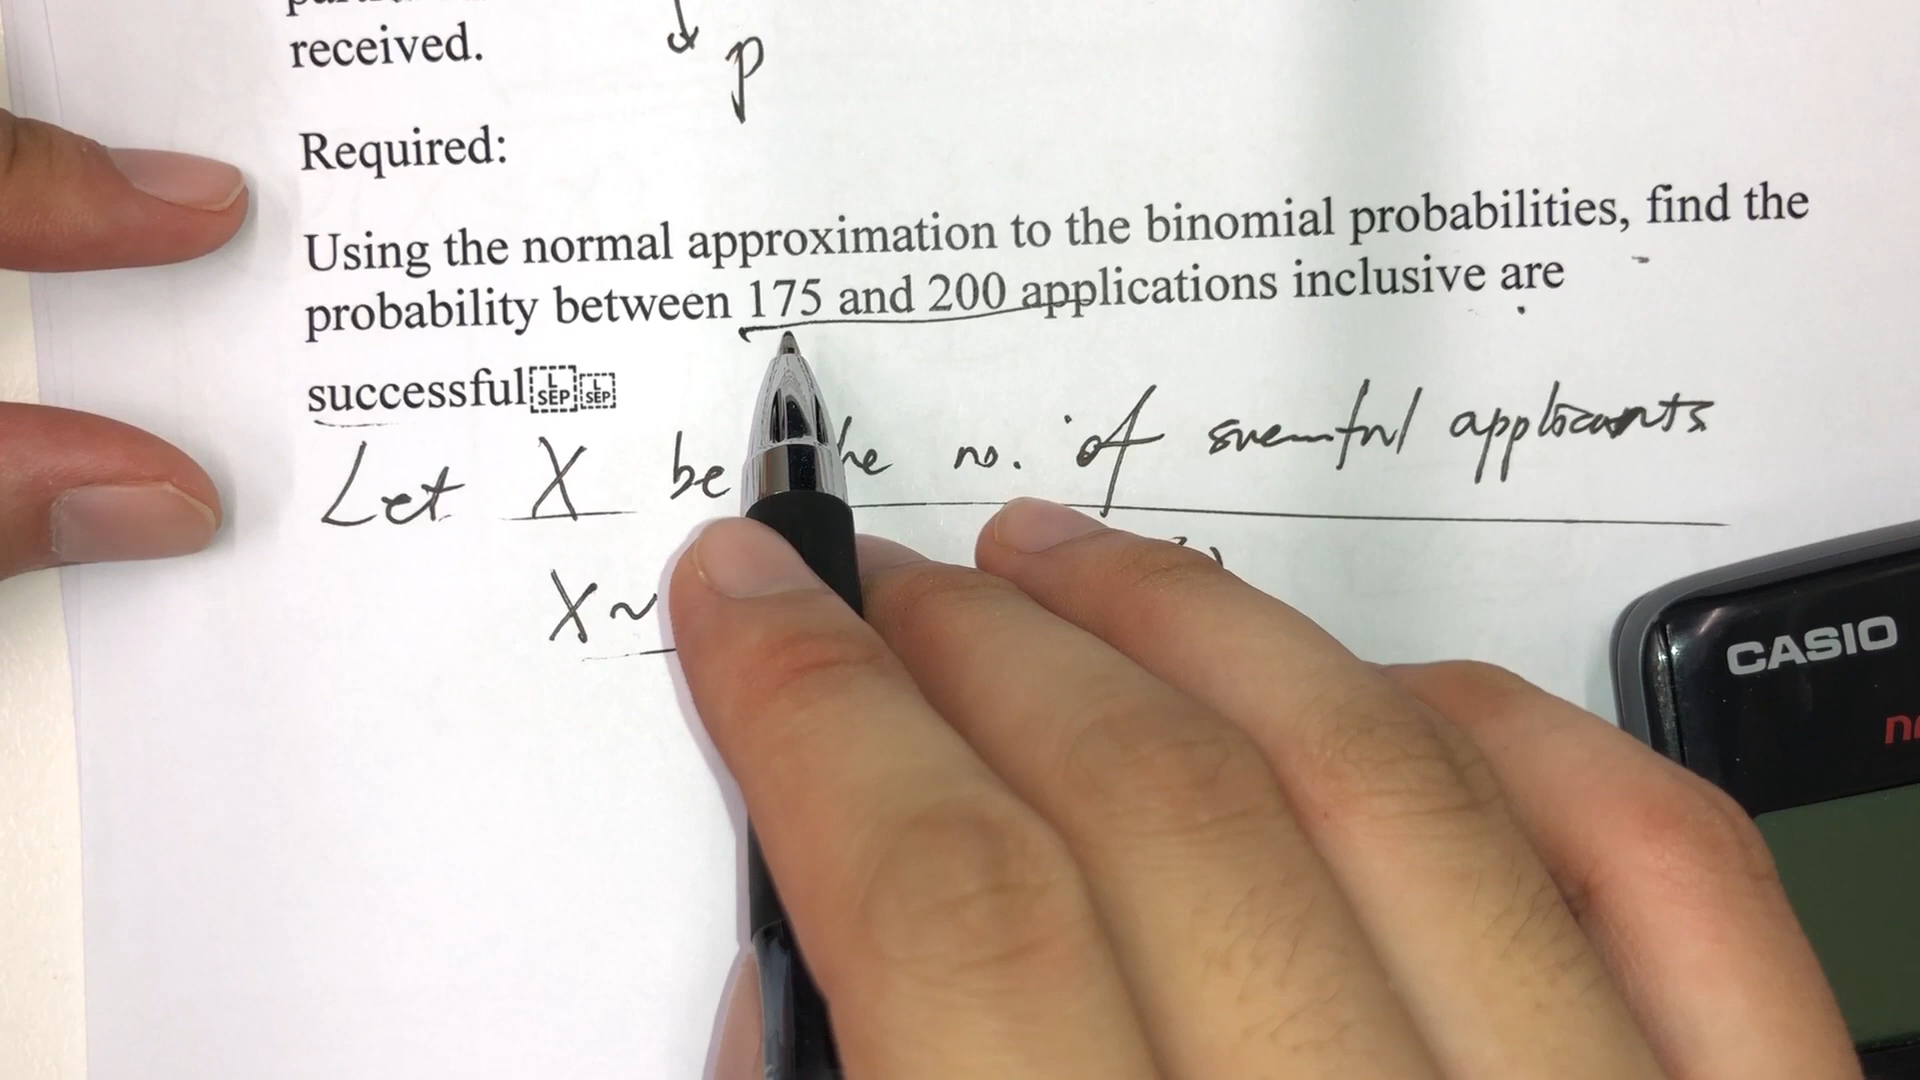 received.
p
Required:
Using the normal approximation to the binomial probabilities, find the
probability between 175 and 200 applications inclusive are
successful
Let X be the no. of applicants
X ~
CASIO